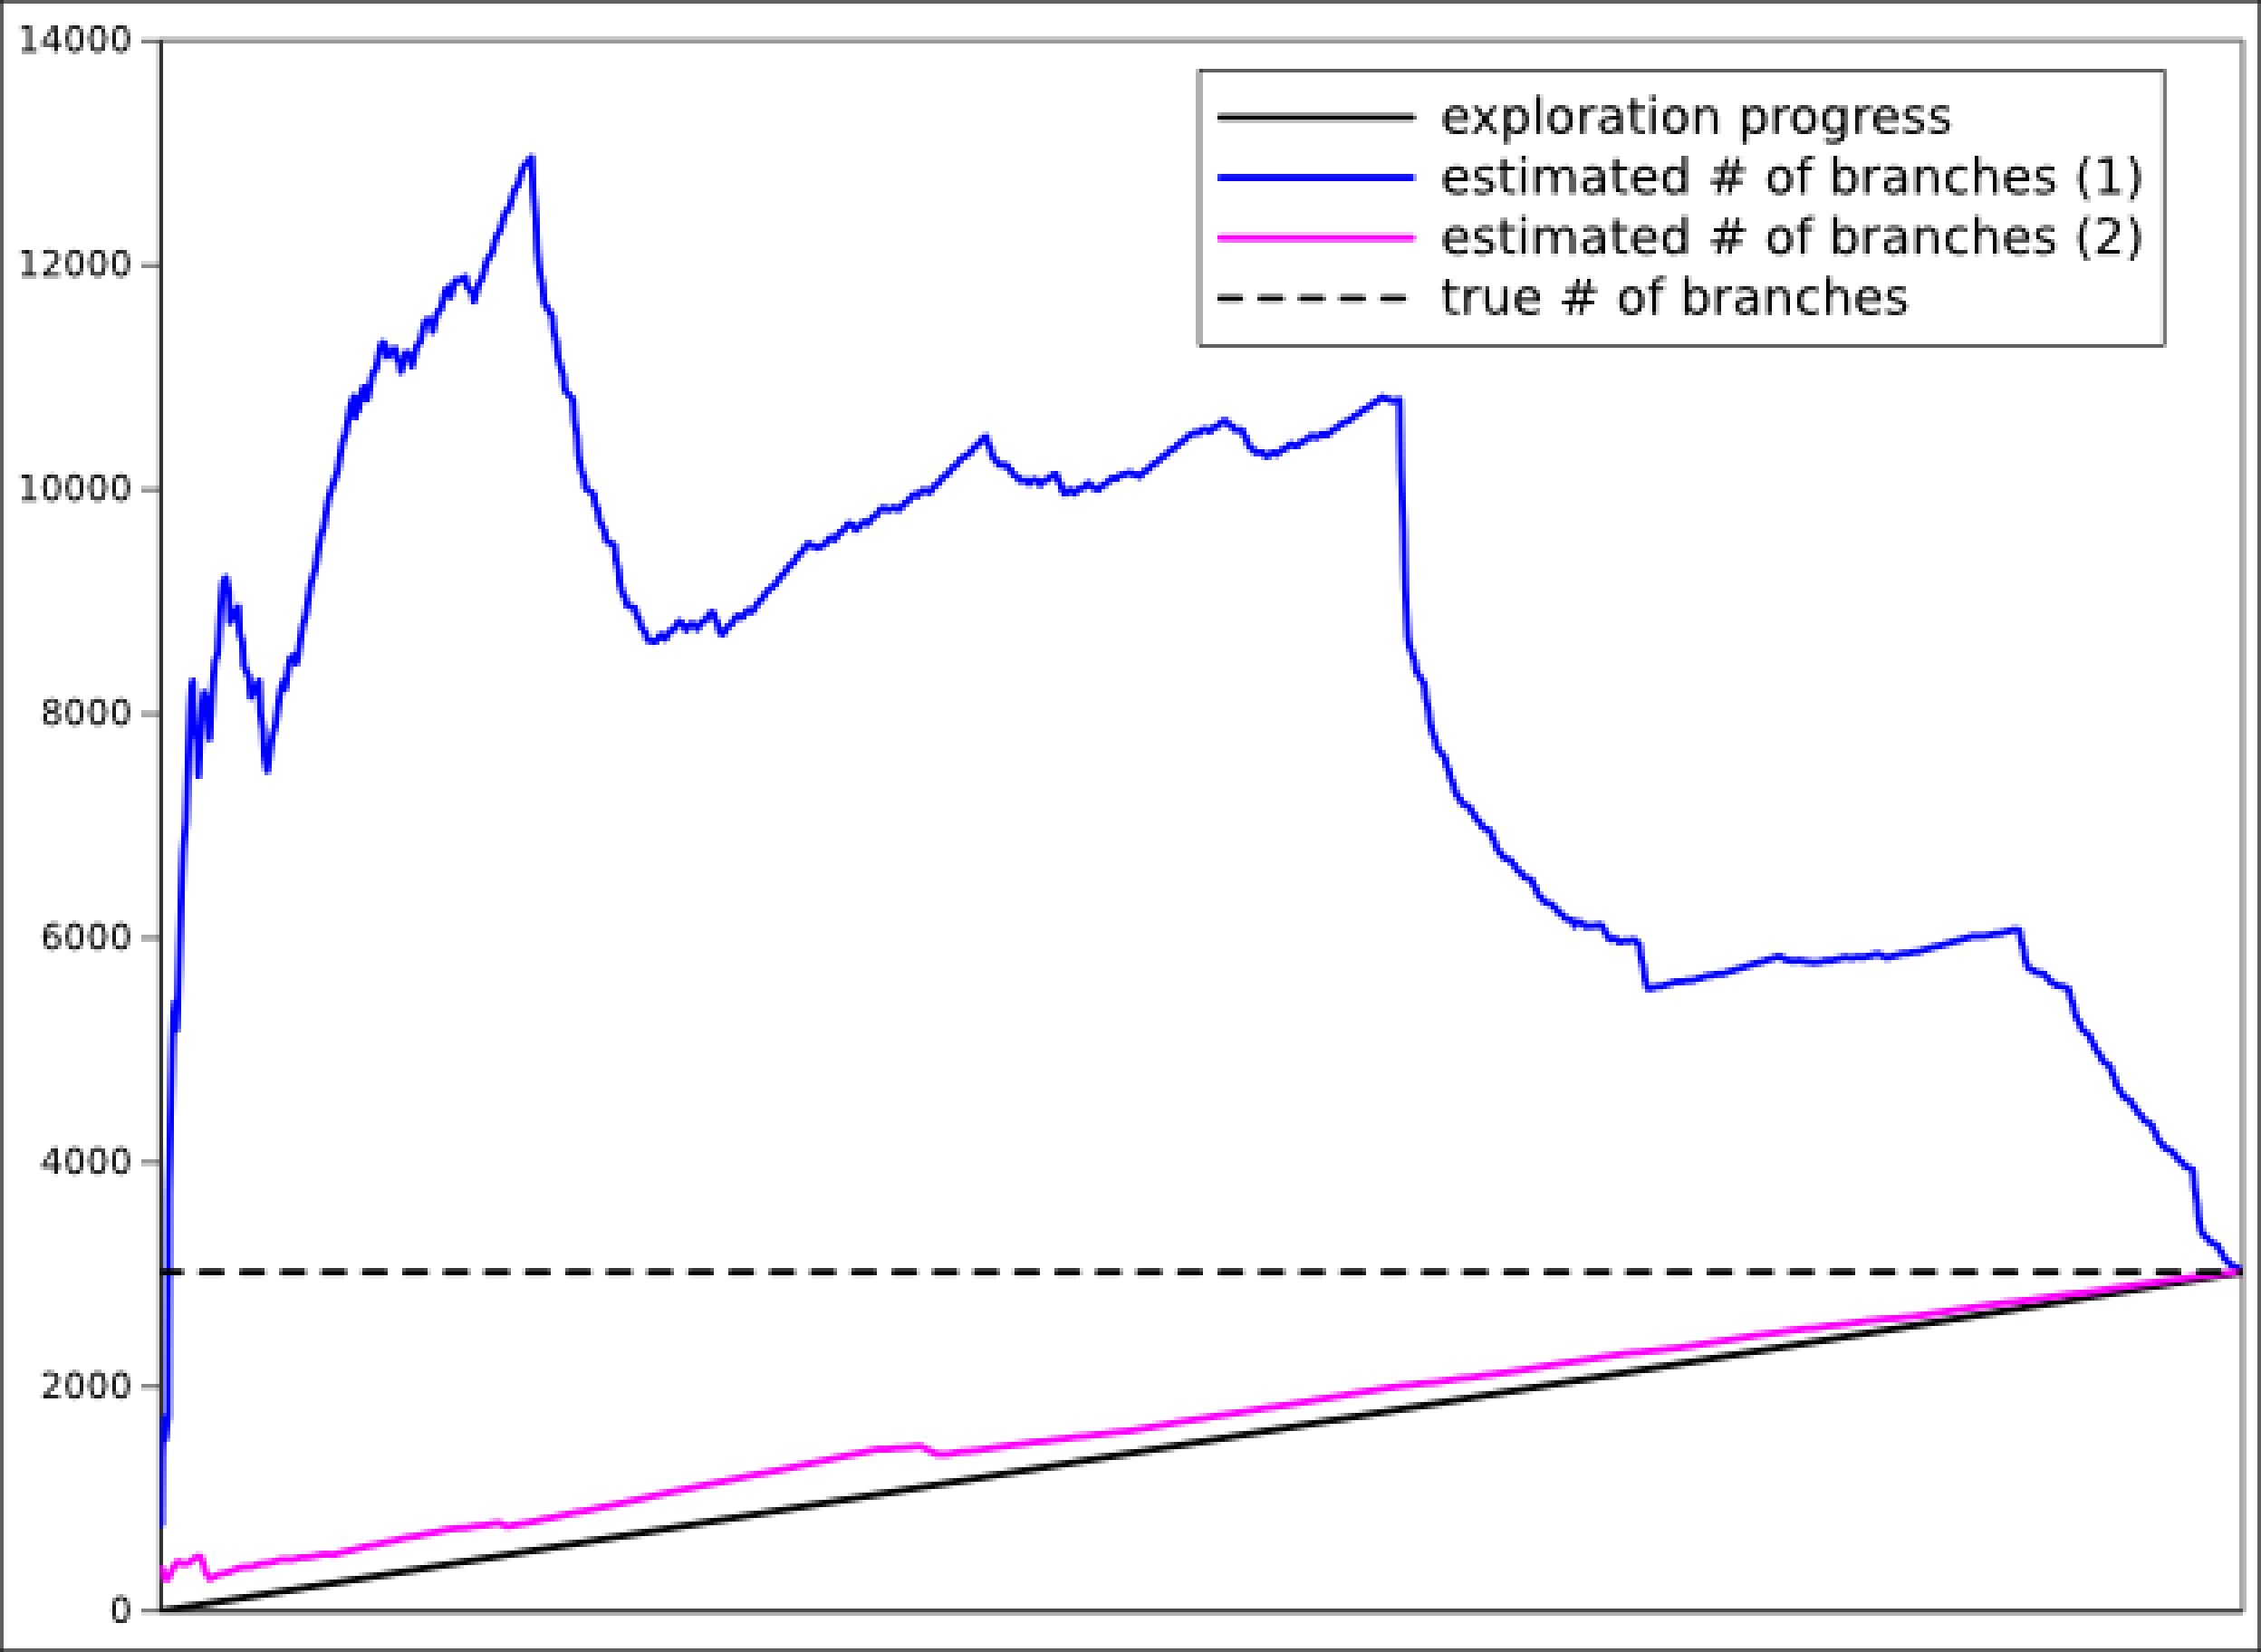 14000
12000
10000
8000
6000
4000
2000
0
exploration progress
estimated # of branches (1)
estimated # of branches (2)
true # of branches